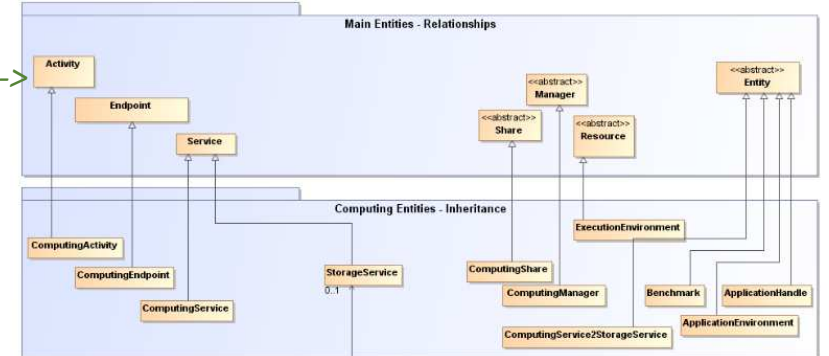 Main Entities - Relationships
Activity
<<abstract>>
Entity
<<abstract>>
Manager
Endpoint
<<abstract>>
Share
<<abstract>>
Resource
Service
Computing Entities - Inheritance
ExecutionEnvironment
ComputingActivity
ComputingEndpoint
StorageService
0..1
ComputingShare
ComputingManager
Benchmark
ApplicationHandle
ComputingService
ApplicationEnvironment
ComputingService2StorageService